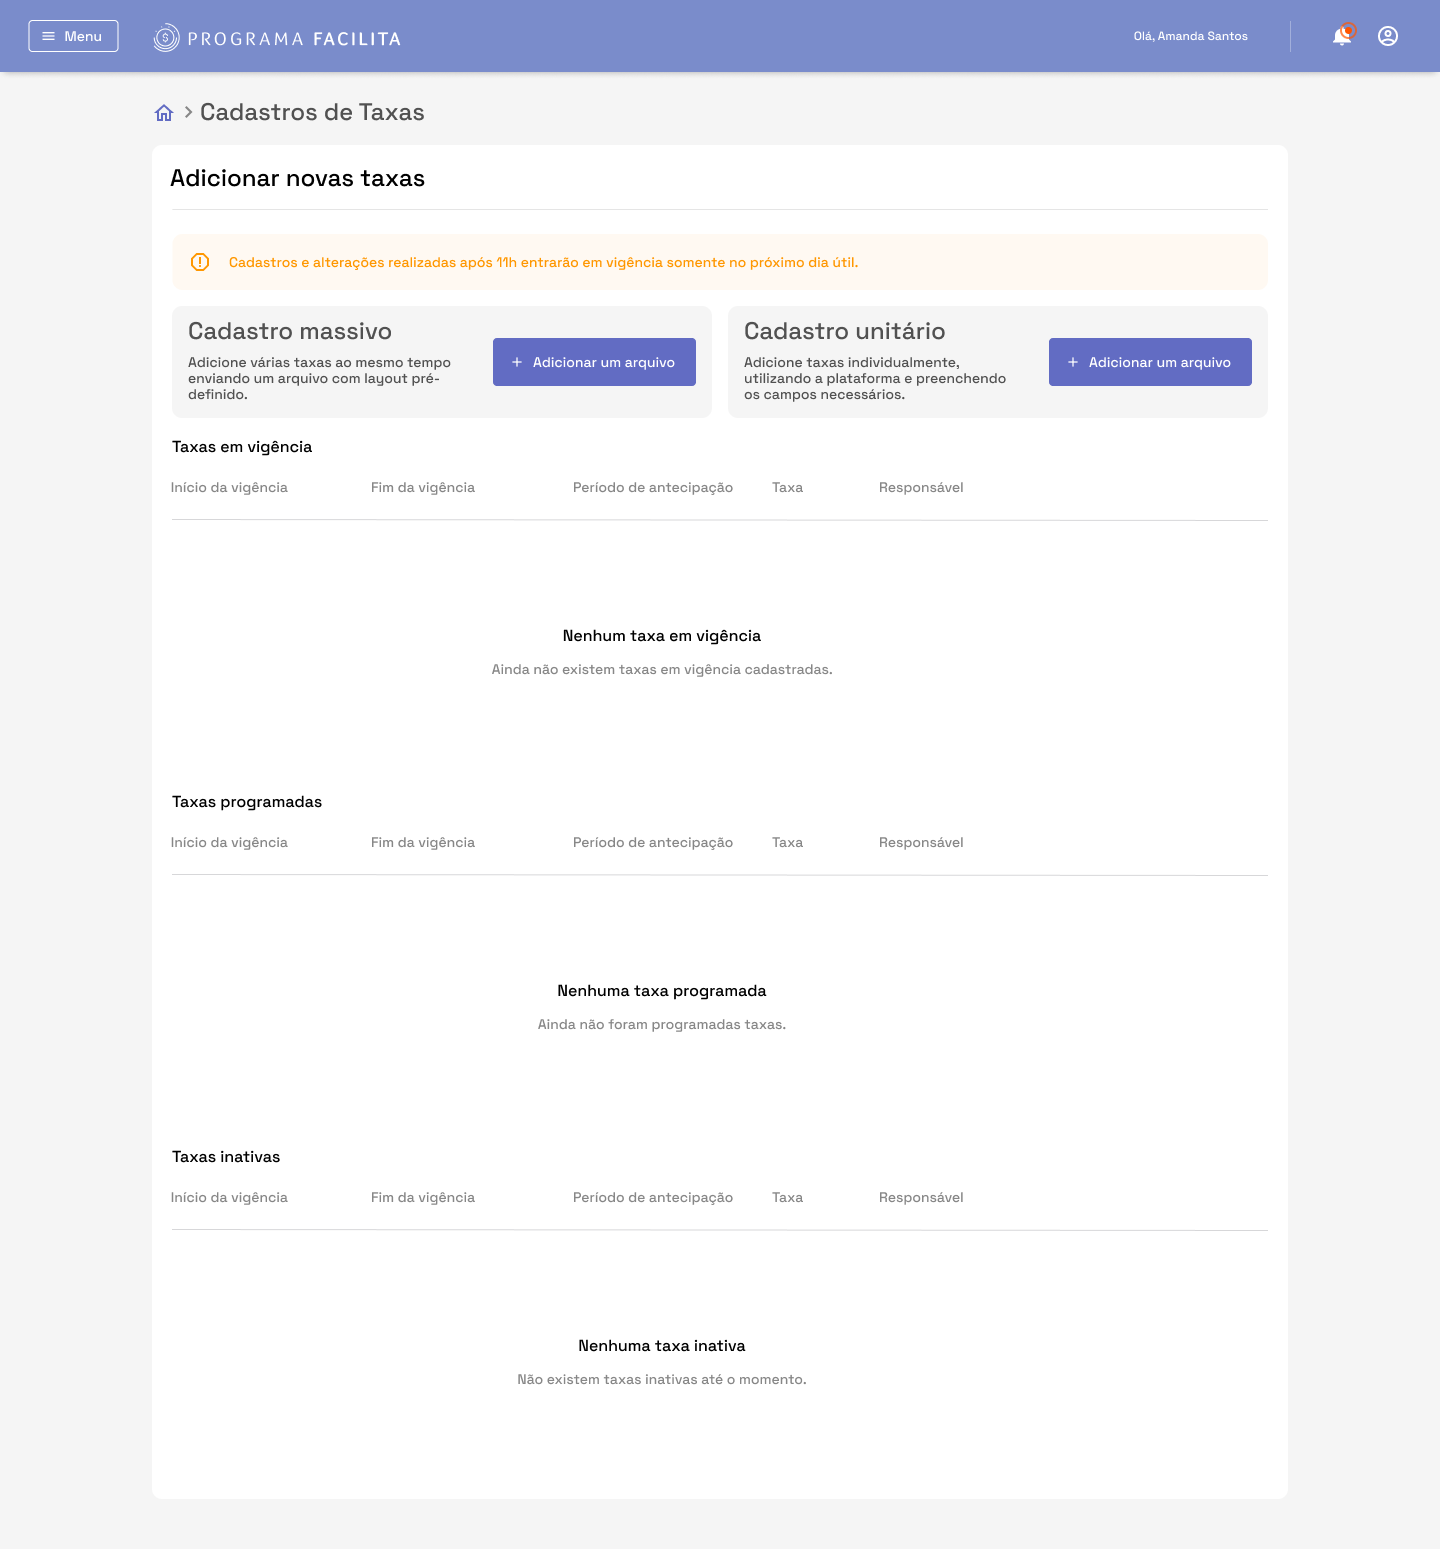 Menu
PROGRAMA FACILITA
Olá, Amanda Santos
Cadastros de Taxas
Adicionar novas taxas
Cadastros e alterações realizadas após 11h entrarão em vigência somente no próximo dia útil.
Cadastro massivo
Adicione várias taxas ao mesmo tempo
enviando um arquivo com layout pré-
definido.
+ Adicionar um arquivo
Cadastro unitário
Adicione taxas individualmente,
utilizando a plataforma e preenchendo
os campos necessários.
+ Adicionar um arquivo
Taxas em vigência
Início da vigência Fim da vigência Período de antecipação Taxa Responsável
Nenhum taxa em vigência
Ainda não existem taxas em vigência cadastradas.
Taxas programadas
Início da vigência Fim da vigência Período de antecipação Taxa Responsável
Nenhuma taxa programada
Ainda não foram programadas taxas.
Taxas inativas
Início da vigência Fim da vigência Período de antecipação Taxa Responsável
Nenhuma taxa inativa
Não existem taxas inativas até o momento.